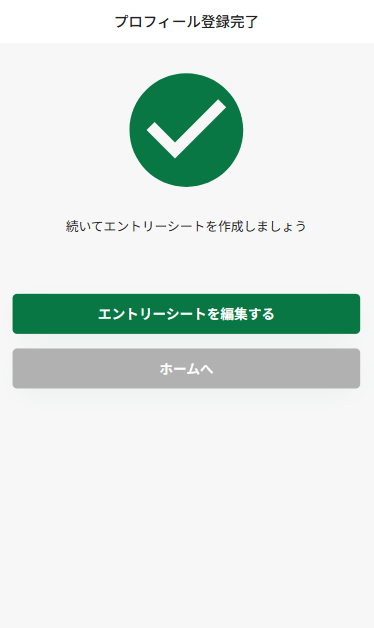 プロフィール登録完了
続いてエントリーシートを作成しましょう
エントリーシートを編集する
ホームへ